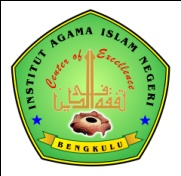 INSTITUT AGAMA ISLAM NEGERI
Center of Excellence
BENGKULU